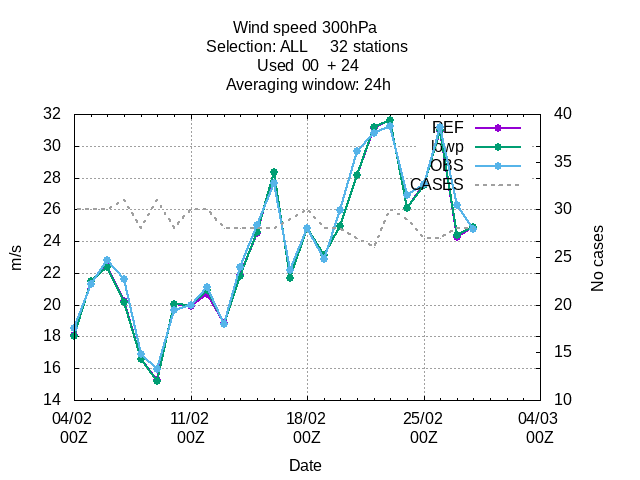 Wind speed 300hPa
Selection: ALL 32 stations
Used 00 + 24
Averaging window: 24h
32
30
28
26
24
22
20
18
16
14
m/s
40
35
30
25
20
15
10
No cases
REF
lowp
OBS
CASES
04/02 11/02 18/02 25/02 04/03
00Z 00Z 00Z 00Z 00Z
Date